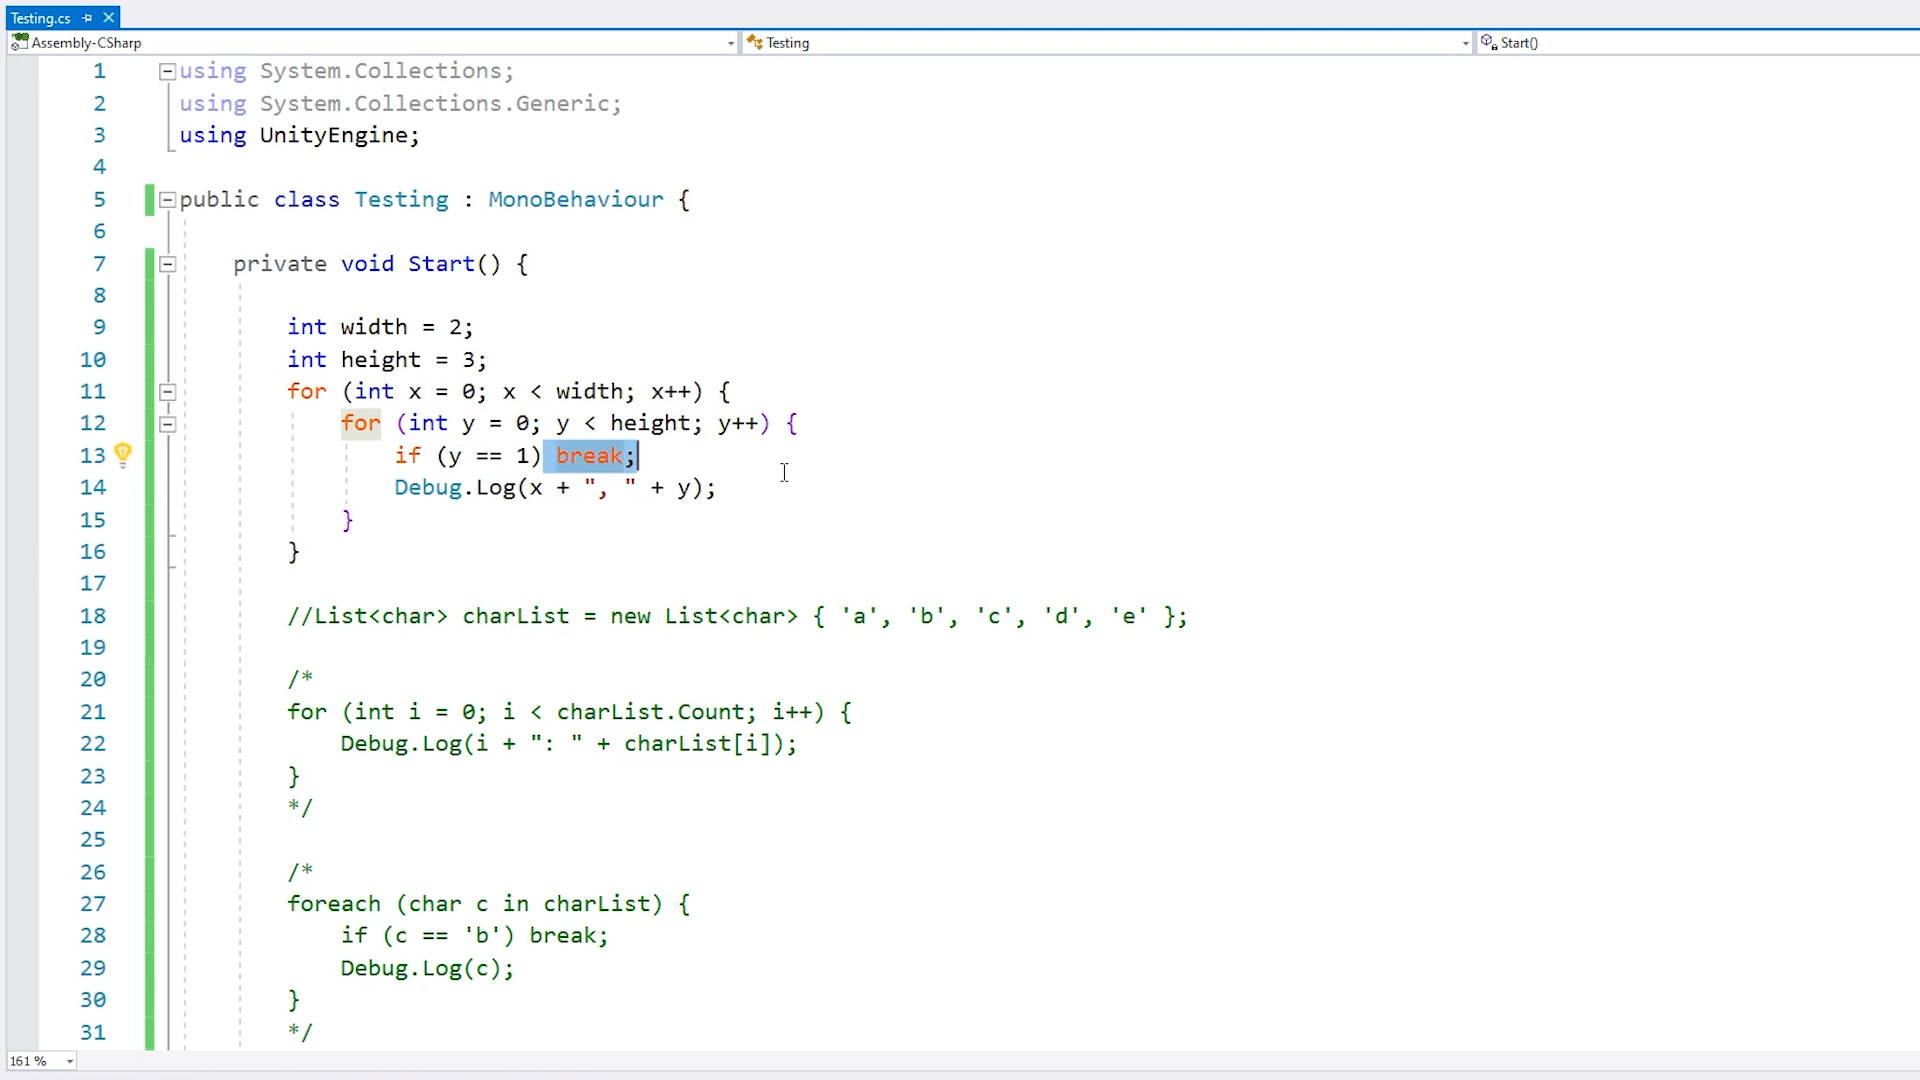 Testing.cs
Assembly-CSharp Testing Start()
1 using System.Collections;
2 using System.Collections.Generic;
3 using UnityEngine;
4
5 public class Testing : MonoBehaviour {
6
7 private void Start() {
8
9 int width = 2;
10 int height = 3;
11 for (int x = 0; x < width; x++) {
12 for (int y = 0; y < height; y++) {
13 if (y == 1) break;
14 Debug.Log(x + ", " + y);
15 }
16 }
17
18 //List<char> charList = new List<char> { 'a', 'b', 'c', 'd', 'e' };
19
20 /*
21 for (int i = 0; i < charList.Count; i++) {
22 Debug.Log(i + ": " + charList[i]);
23 }
24 */
25
26 /*
27 foreach (char c in charList) {
28 if (c == 'b') break;
29 Debug.Log(c);
30 }
31 */
161 %